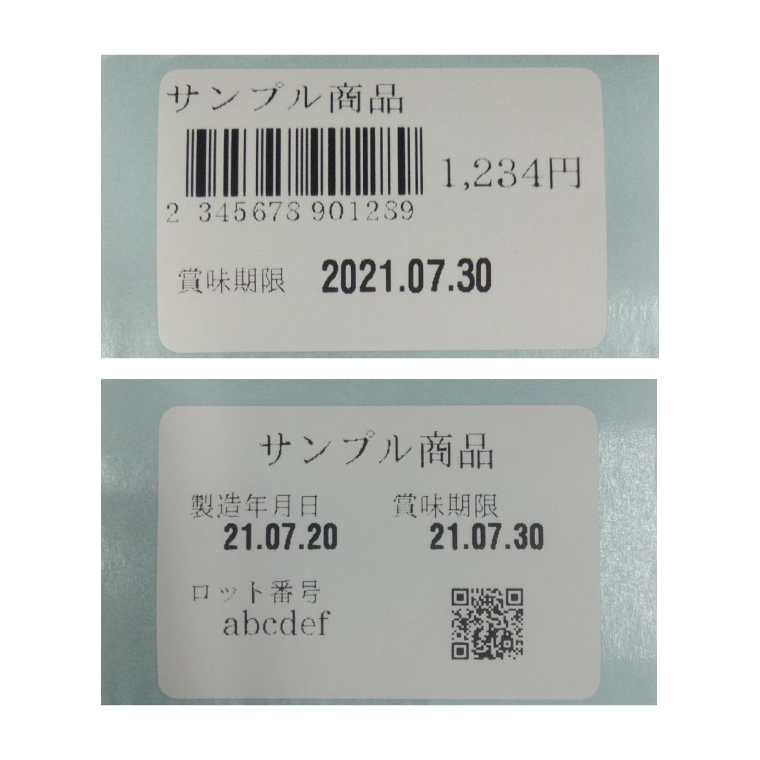 サンプル商品
1,234円
2 345678 901289
賞味期限 2021.07.30
サンプル商品
製造年月日 賞味期限
21.07.20 21.07.30
ロット番号
abcdef